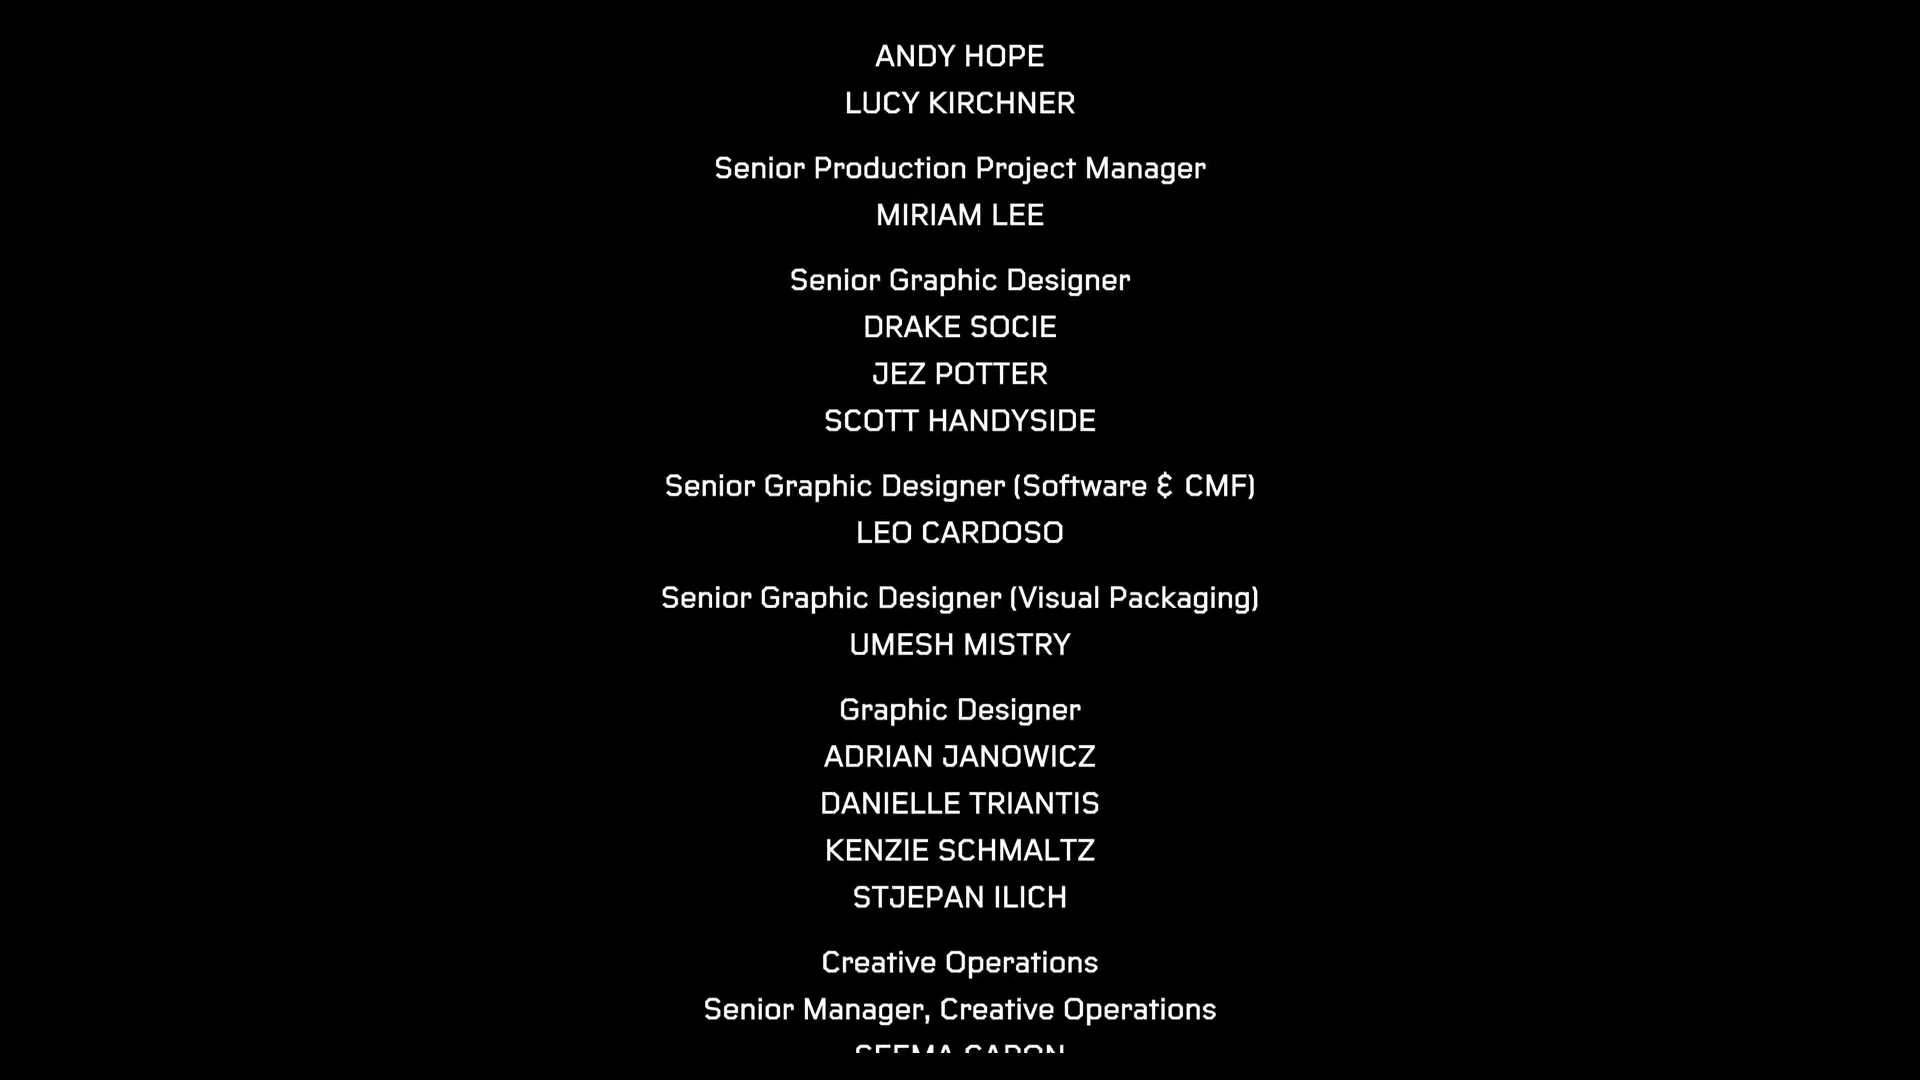 ANDY HOPE
LUCY KIRCHNER
Senior Production Project Manager
MIRIAM LEE
Senior Graphic Designer
DRAKE SOCIE
JEZ POTTER
SCOTT HANDYSIDE
Senior Graphic Designer (Software & CMF)
LEO CARDOSO
Senior Graphic Designer (Visual Packaging)
UMESH MISTRY
Graphic Designer
ADRIAN JANOWICZ
DANIELLE TRIANTIS
KENZIE SCHMALTZ
STJEPAN ILICH
Creative Operations
Senior Manager, Creative Operations